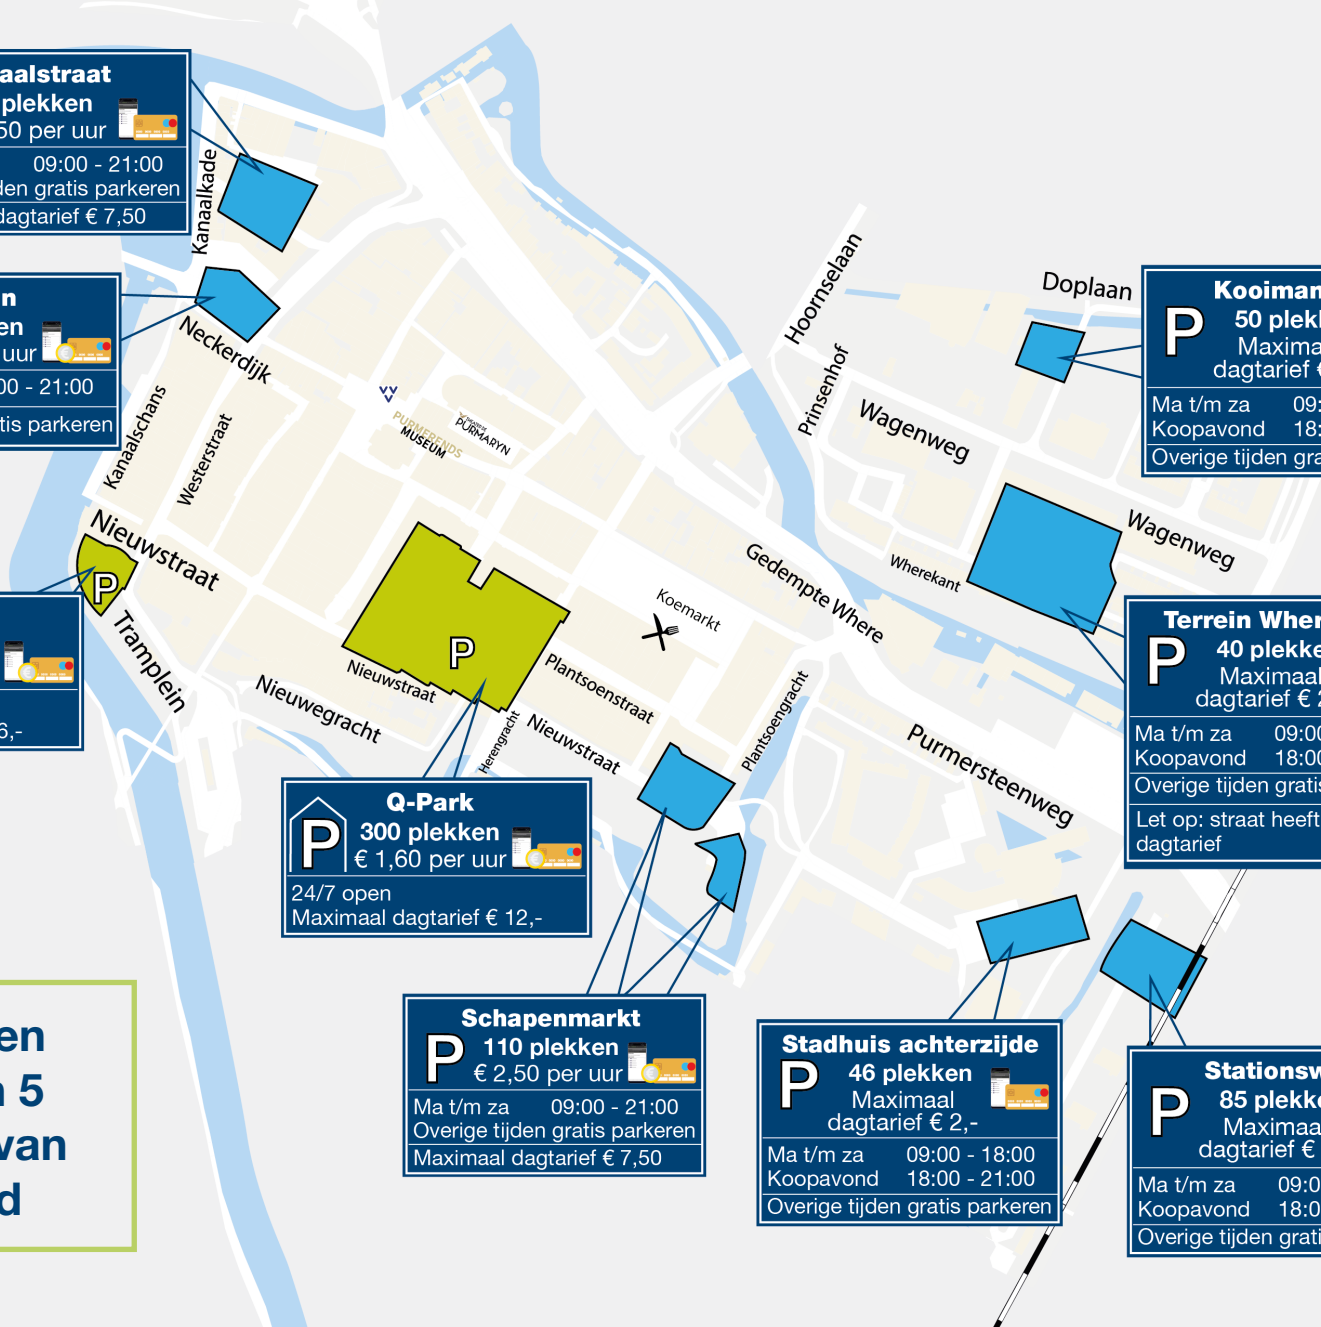 aalstraat
plekken
50 per uur
09:00 - 21:00
den gratis parkeren
dagtarief € 7,50
n
en
uur
00 - 21:00
tis parkeren
6,-
en
5
van
d
Kanaalkade
Neckerdijk
Kanaalschans
Westerstraat
Nieuwstraat
P
Tramplein
PURMERENDS
MUSEUM
PURMARYN
Hoornselaan
Prinsenhof
Doplaan
Wagenweg
Wagenweg
Wherekant
Gedempte Where
Koemarkt
P
Nieuwstraat
Nieuwegracht
Plantsoenstraat
Nieuwstraat
Herengracht
Plantsoengracht
Purmersteenweg
Kooiman
P
50 plek
Maxima
dagtarief €
Ma t/m za 09:
Koopavond 18:
Overige tijden gra
Terrein Wher
P
40 plekke
Maximaal
dagtarief € 2
Ma t/m za 09:00
Koopavond 18:00
Overige tijden gratis
Let op: straat heeft
dagtarief
Q-Park
P
300 plekken
€ 1,60 per uur
24/7 open
Maximaal dagtarief € 12,-
Schapenmarkt
P
110 plekken
€ 2,50 per uur
Ma t/m za 09:00 - 21:00
Overige tijden gratis parkeren
Maximaal dagtarief € 7,50
Stadhuis achterzijde
P
46 plekken
Maximaal
dagtarief € 2,-
Ma t/m za 09:00 - 18:00
Koopavond 18:00 - 21:00
Overige tijden gratis parkeren
Stationsw
P
85 plekke
Maximaa
dagtarief €
Ma t/m za 09:0
Koopavond 18:0
Overige tijden grati